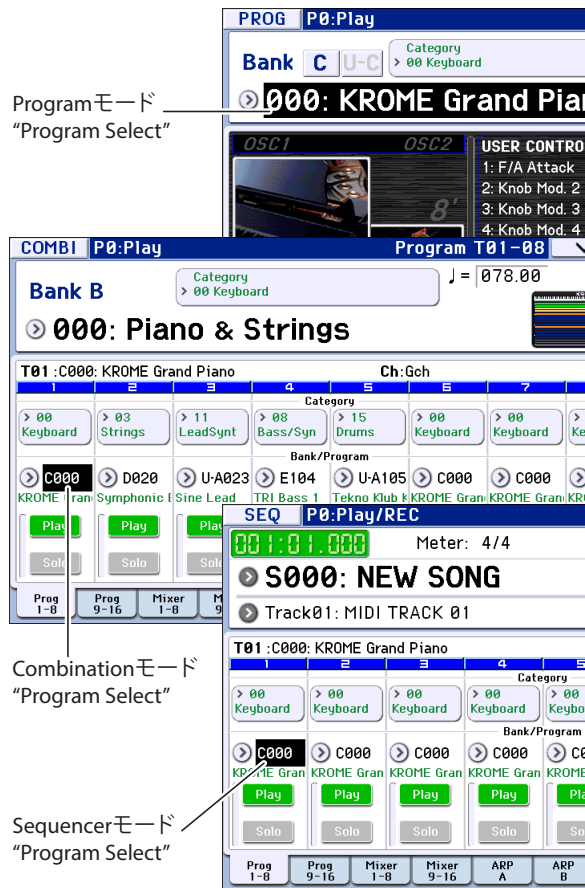 PROG P0:Play
Bank C U-C
Category
> 00 Keyboard
000: KROME Grand
Programモード
"Program Select"
OSC1 OSC2 USER
1: F/A Attack
2: Knob Mod. 2
8' 3: Knob Mod. 3
4: Knob Mod. 4
COMBI P0:Play Program T01-08
Bank B
Category
> 00 Keyboard
♩= 078.00
000: Piano & Strings
T01 :C000: KROME Grand Piano Ch:Gch
1 2 3 4 5 6 7
Category
> 00 Keyboard > 03 Strings > 11 LeadSynt > 08 Bass/Syn > 15 Drums > 00 Keyboard > 00 Keyboard
Bank/Program
C000 D020 U-A023 E104 U-A105 C000 C000
KROME Symphonic Sine Lead TRI Bass 1 Tekno Klub KROME Gran KROME Gran
Play Play
Solo Solo
Prog 1-8 Prog 9-16 Mixer 1-8
SEQ P0:Play/REC
001:01.000 Meter: 4/4
S000: NEW SONG
Track01: MIDI TRACK 01
T01 :C000: KROME Grand Piano
1 2 3 4 5
Category
> 00 Keyboard > 00 Keyboard > 00 Keyboard > 00 Keyboard > 00
Bank/Program
C000 C000 C000 C000
KROME Gran KROME Gran KROME Gran KROME Gran KROME
Play Play Play Play
Solo Solo Solo Solo
Prog 1-8 Prog 9-16 Mixer 1-8 Mixer 9-16 ARP A ARP B
Combinationモード
"Program Select"
Sequencerモード
"Program Select"